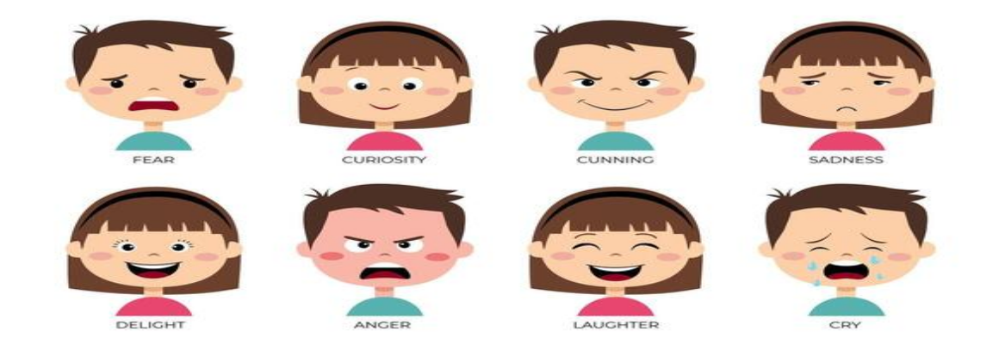 FEAR
CURIOSITY
CUNNING
SADNESS
DELIGHT
ANGER
LAUGHTER
CRY